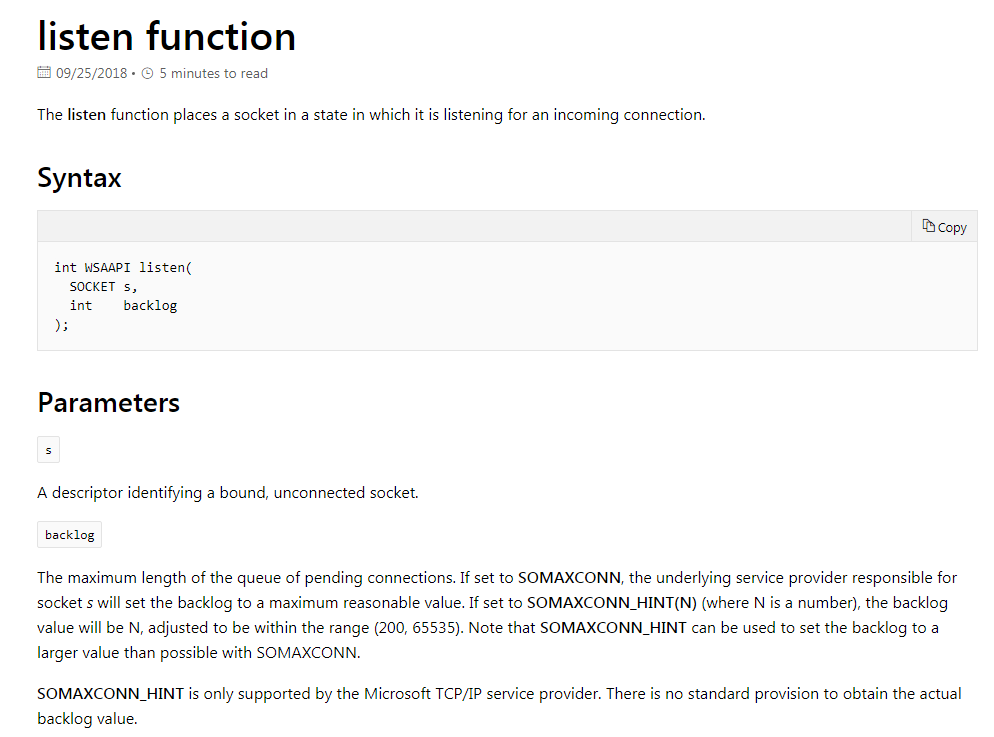 listen function
09/25/2018 • 5 minutes to read
The listen function places a socket in a state in which it is listening for an incoming connection.
Syntax
Copy
int WSAAPI listen(
  SOCKET s,
  int    backlog
);
Parameters
s
A descriptor identifying a bound, unconnected socket.
backlog
The maximum length of the queue of pending connections. If set to SOMAXCONN, the underlying service provider responsible for
socket s will set the backlog to a maximum reasonable value. If set to SOMAXCONN_HINT(N) (where N is a number), the backlog
value will be N, adjusted to be within the range (200, 65535). Note that SOMAXCONN_HINT can be used to set the backlog to a
larger value than possible with SOMAXCONN.
SOMAXCONN_HINT is only supported by the Microsoft TCP/IP service provider. There is no standard provision to obtain the actual
backlog value.